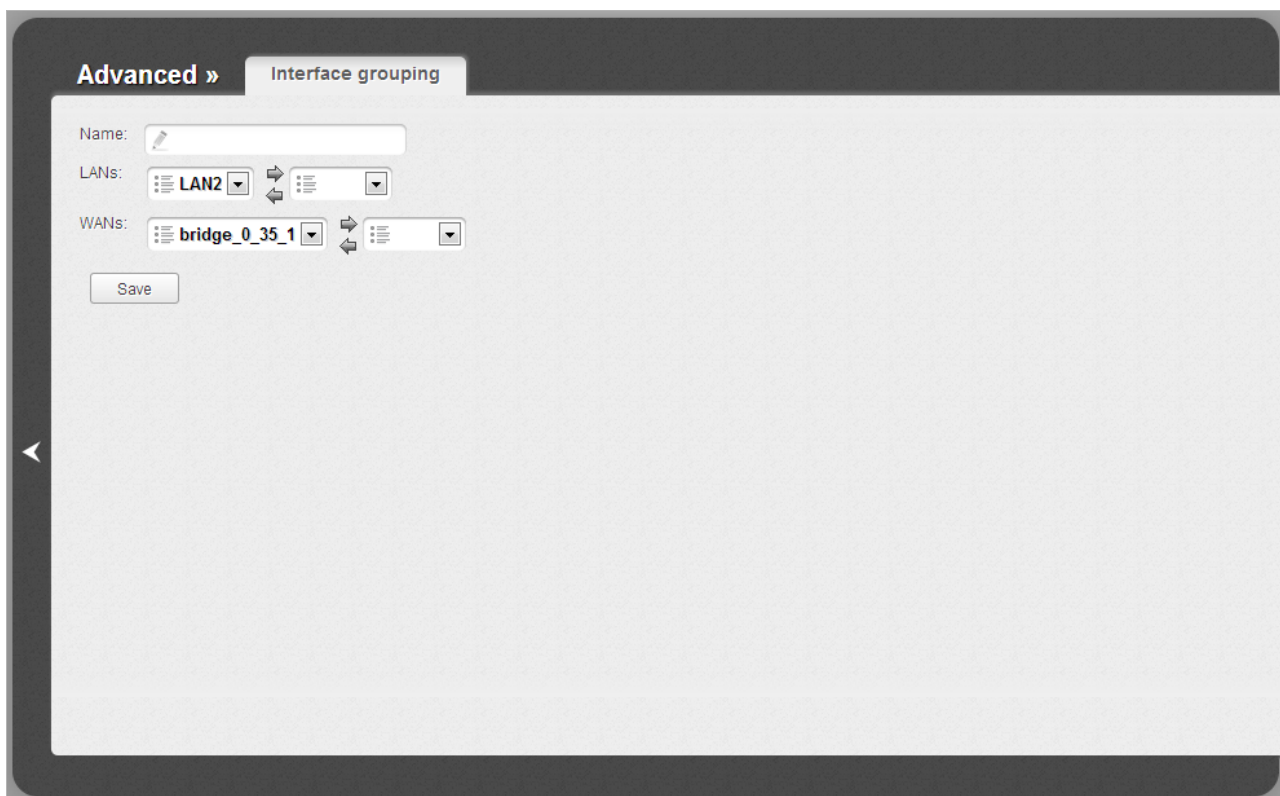 Advanced » Interface grouping
Name:
LANs: LAN2
WANs: bridge_0_35_1
Save